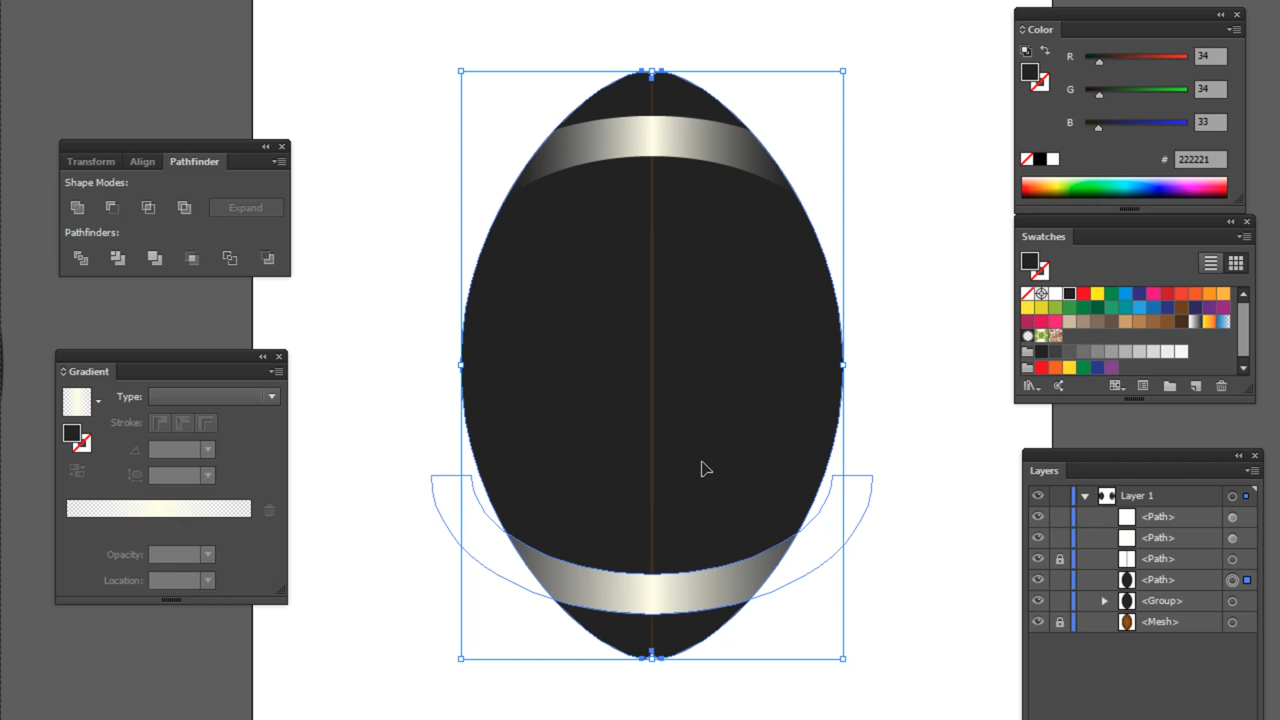 Transform Align Pathfinder
Shape Modes:
Expand
Pathfinders:
Gradient
Type:
Stroke:
Opacity:
Location:
Color
R 34
G 34
B 33
# 222221
Swatches
Layers
Layer 1
<Path>
<Path>
<Path>
<Path>
<Group>
<Mesh>